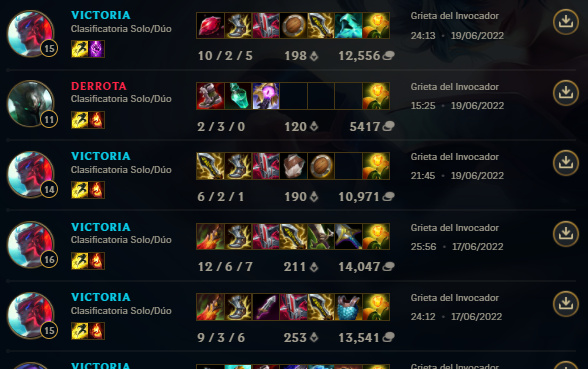 VICTORIA
Clasificatoria Solo/Dúo
15
10 / 2 / 5 198 12,556
Grieta del Invocador
24:13 • 19/06/2022
DERROTA
Clasificatoria Solo/Dúo
11
2 / 3 / 0 120 5417
Grieta del Invocador
15:25 • 19/06/2022
VICTORIA
Clasificatoria Solo/Dúo
14
6 / 2 / 1 190 10,971
Grieta del Invocador
21:45 • 19/06/2022
VICTORIA
Clasificatoria Solo/Dúo
16
12 / 6 / 7 211 14,047
Grieta del Invocador
25:56 • 17/06/2022
VICTORIA
Clasificatoria Solo/Dúo
15
9 / 3 / 6 253 13,541
Grieta del Invocador
24:12 • 17/06/2022
VICTORIA
Grieta del Invocador